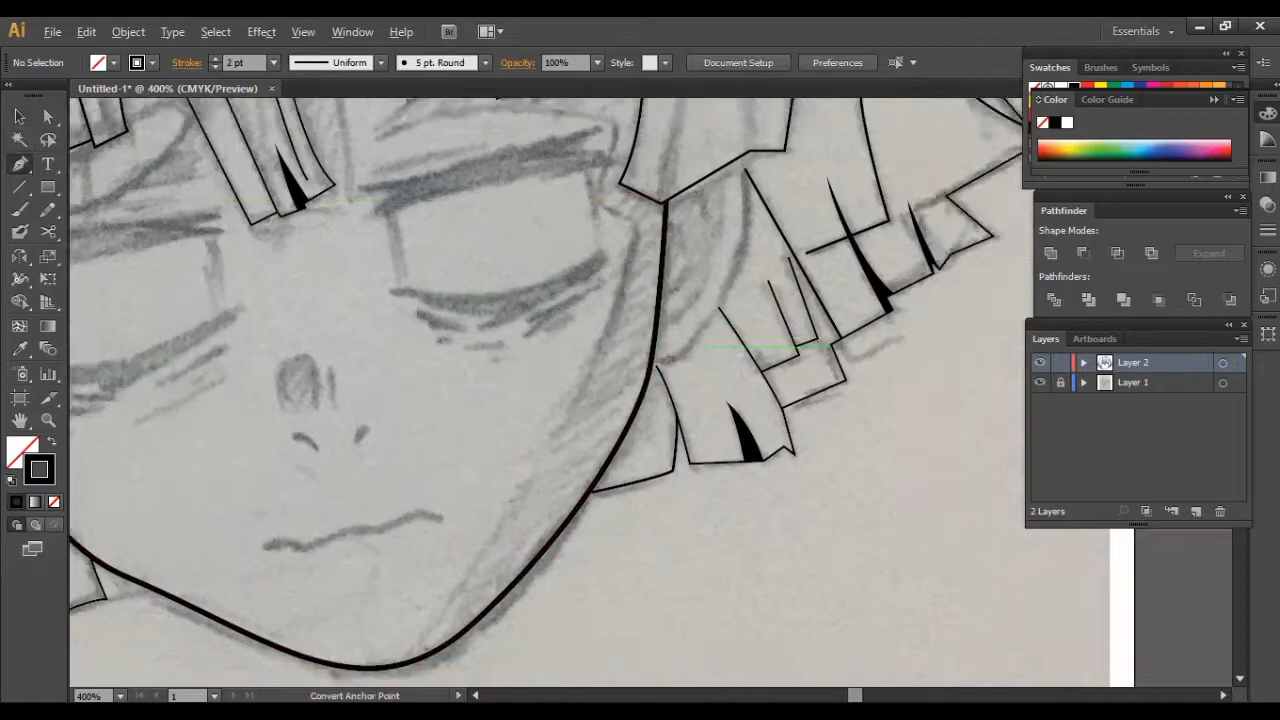 Ai File Edit Object Type Select Effect View Window Help Br Essentials
No Selection Stroke: 2 pt Uniform 5 pt. Round Opacity: 100% Style: Document Setup Preferences
Untitled-1* @ 400% (CMYK/Preview)
Swatches Brushes Symbols
Color Color Guide
Pathfinder
Shape Modes:
Expand
Pathfinders:
Layers Artboards
Layer 2
Layer 1
2 Layers
400% 1 Convert Anchor Point